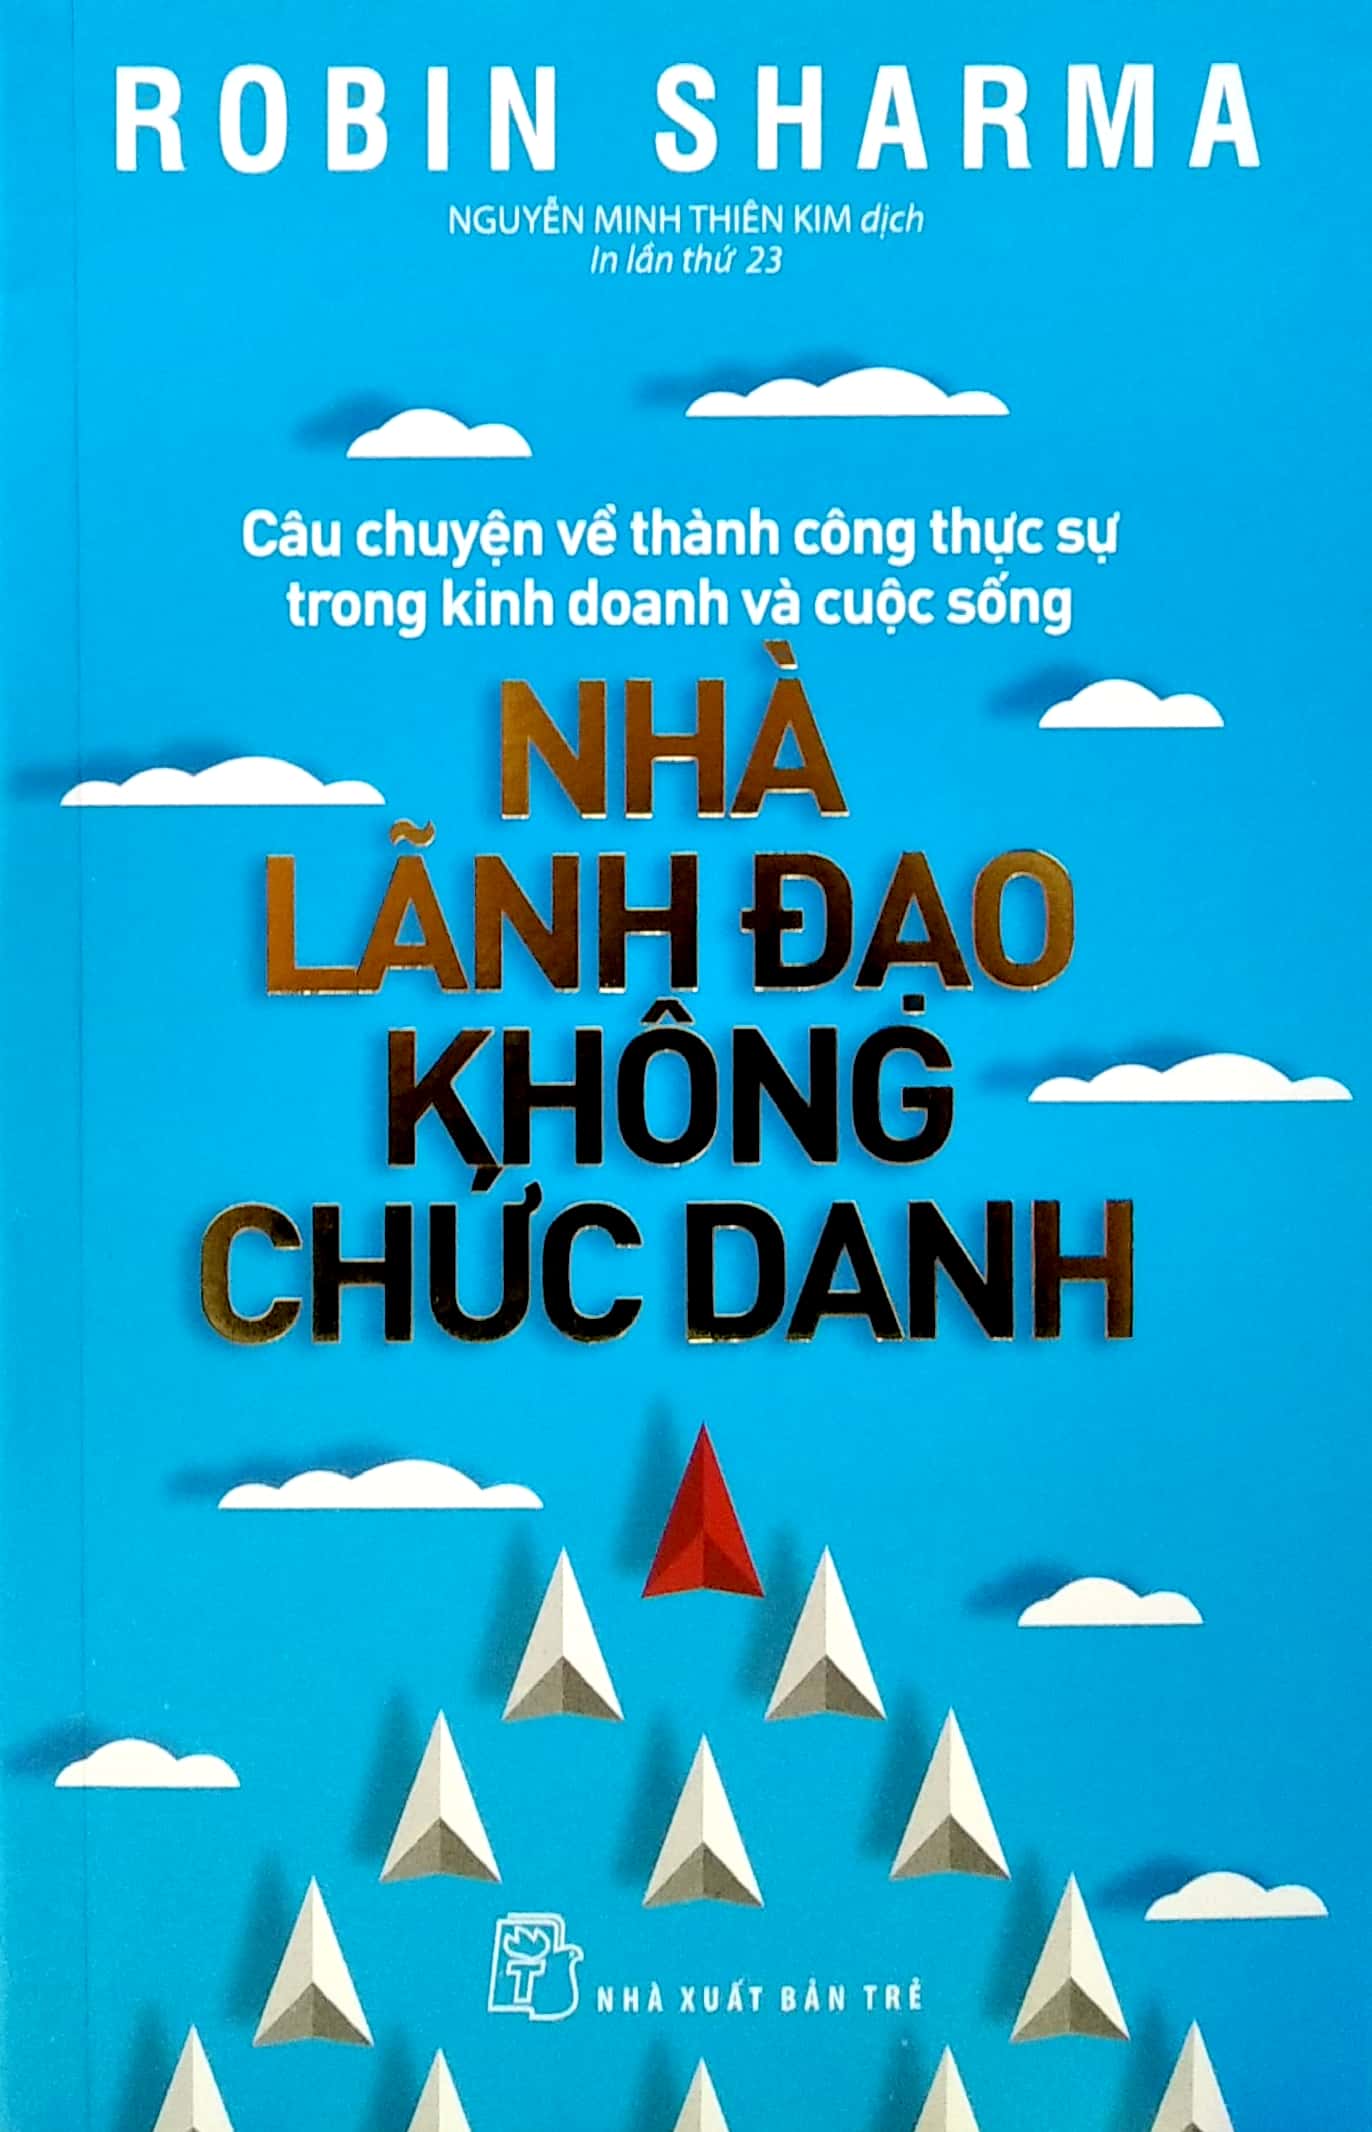 ROBIN SHARMA
NGUYỄN MINH THIÊN KIM dịch
In lần thứ 23
Câu chuyện về thành công thực sự
trong kinh doanh và cuộc sống
NHÀ
LÃNH ĐẠO
KHÔNG
CHỨC DANH
NHÀ XUẤT BẢN TRẺ